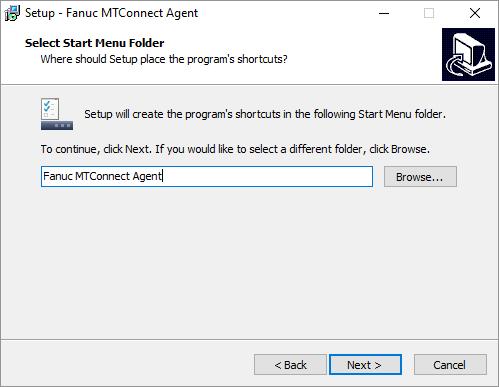 Setup - Fanuc MTConnect Agent
Select Start Menu Folder
Where should Setup place the program's shortcuts?
Setup will create the program's shortcuts in the following Start Menu folder.
To continue, click Next. If you would like to select a different folder, click Browse.
Fanuc MTConnect Agent
Browse...
< Back
Next >
Cancel